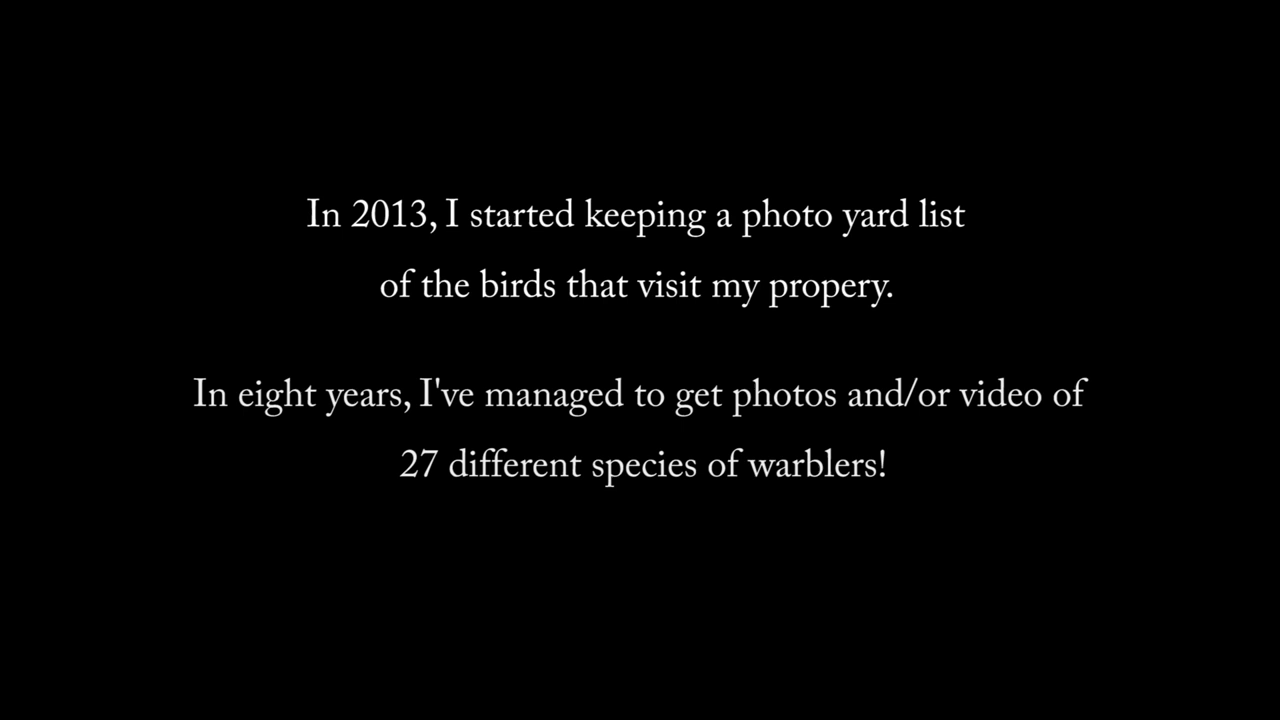 In 2013, I started keeping a photo yard list
of the birds that visit my propery.
In eight years, I've managed to get photos and/or video of
27 different species of warblers!